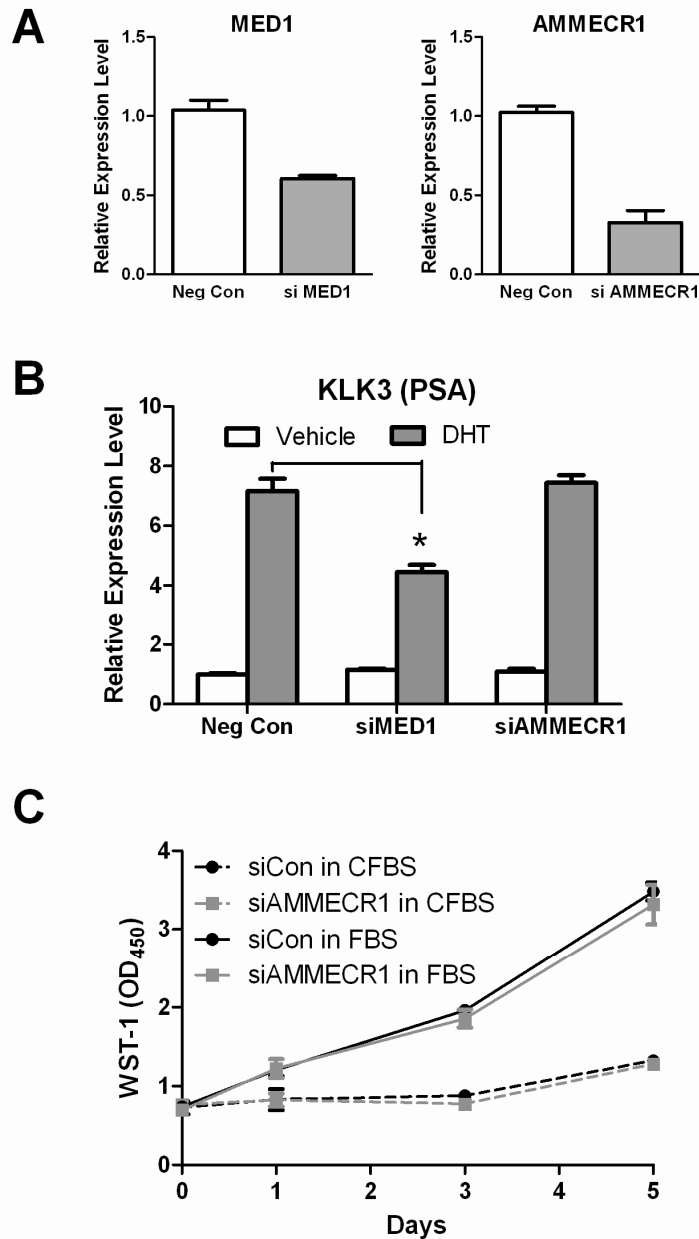 A
MED1
Relative Expression Level
1.5
1.0
0.5
0.0
Neg Con
si MED1
AMMECR1
Relative Expression Level
1.5
1.0
0.5
0.0
Neg Con
si AMMECR1
B
KLK3 (PSA)
Relative Expression Level
10
8
6
4
2
0
Vehicle
DHT
*
Neg Con
siMED1
siAMMECR1
C
WST-1 (OD450)
4
3
2
1
0
siCon in CFBS
siAMMECR1 in CFBS
siCon in FBS
siAMMECR1 in FBS
0
1
2
3
4
5
Days